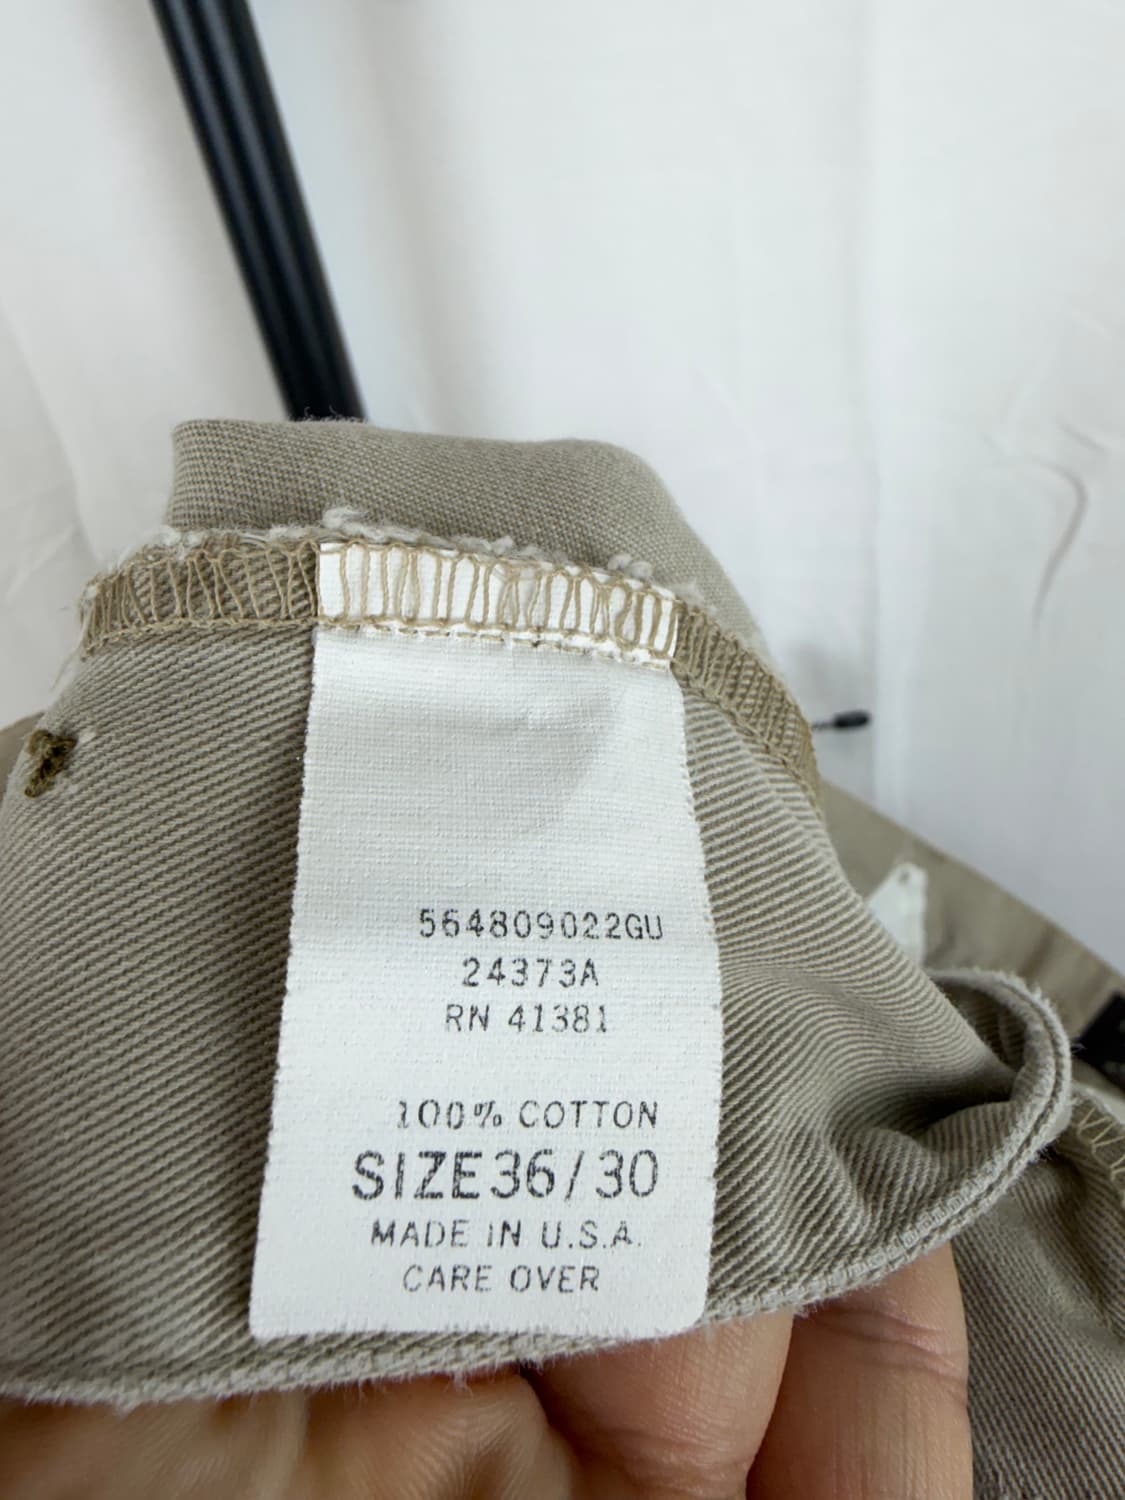 564809022GU
24373A
RN 41381
100% COTTON
SIZE 36/30
MADE IN U.S.A.
CARE OVER